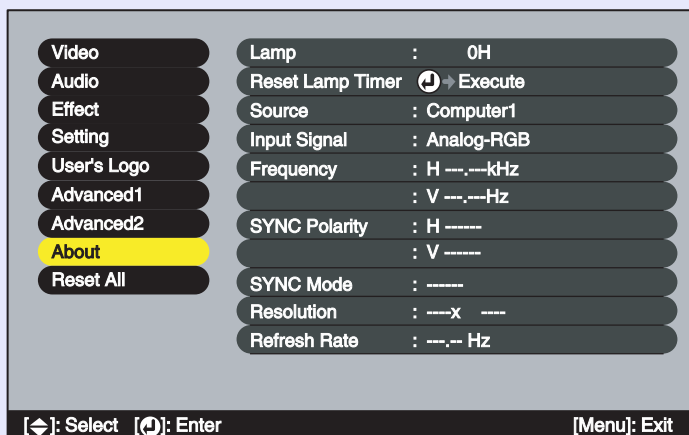 Video
Audio
Effect
Setting
User's Logo
Advanced1
Advanced2
About
Reset All
Lamp : 0H
Reset Lamp Timer Execute
Source : Computer1
Input Signal : Analog-RGB
Frequency : H ---.---kHz
: V ---.---Hz
SYNC Polarity : H ------
: V ------
SYNC Mode : ------
Resolution : ----x ----
Refresh Rate : ---.-- Hz
[]: Select []: Enter [Menu]: Exit